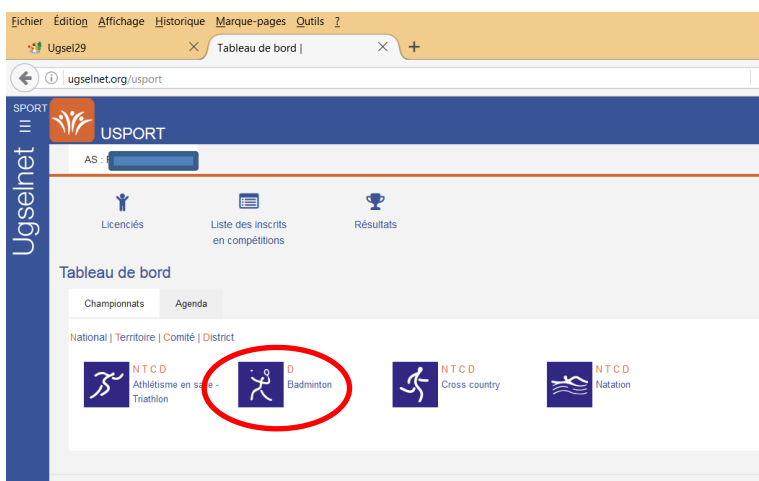 Fichier Édition Affichage Historique Marque-pages Outils ?
Ugsel29 Tableau de bord |
ugselnet.org/usport
SPORT
Ugselnet
USPORT
AS :
Licenciés
Liste des inscrits
en compétitions
Résultats
Tableau de bord
Championnats Agenda
National | Territoire | Comité | District
N T C D
Athlétisme en salle -
Triathlon
D
Badminton
N T C D
Cross country
N T C D
Natation